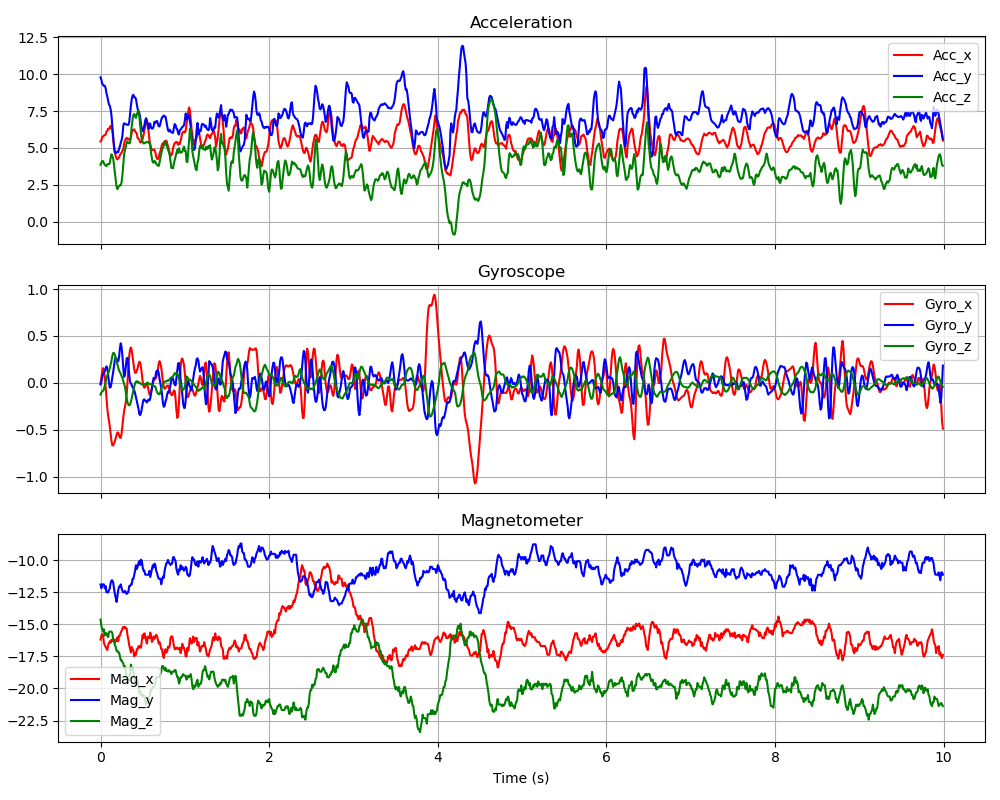 Acceleration
12.5
10.0
7.5
5.0
2.5
0.0
Acc_x
Acc_y
Acc_z
Gyroscope
1.0
0.5
0.0
−0.5
−1.0
Gyro_x
Gyro_y
Gyro_z
Magnetometer
−10.0
−12.5
−15.0
−17.5
−20.0
−22.5
Mag_x
Mag_y
Mag_z
0 2 4 6 8 10
Time (s)